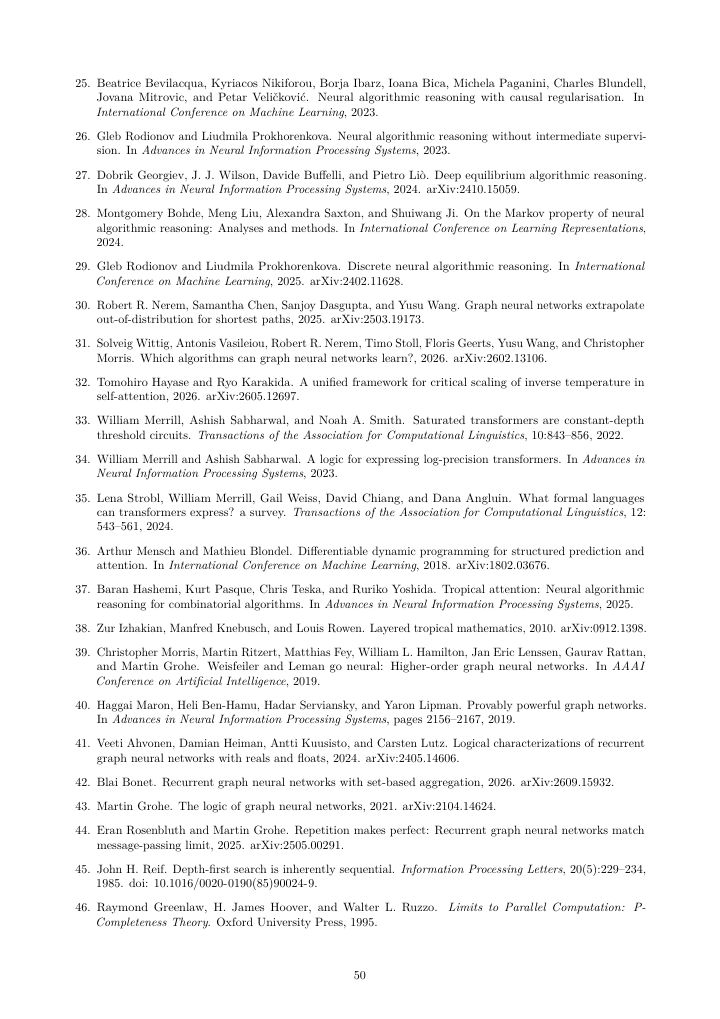 25. Beatrice Bevilacqua, Kyriacos Nikiforou, Borja Ibarz, Ioana Bica, Michela Paganini, Charles Blundell,
Jovana Mitrovic, and Petar Veličković. Neural algorithmic reasoning with causal regularisation. In
International Conference on Machine Learning, 2023.
26. Gleb Rodionov and Liudmila Prokhorenkova. Neural algorithmic reasoning without intermediate supervi-
sion. In Advances in Neural Information Processing Systems, 2023.
27. Dobrik Georgiev, J. J. Wilson, Davide Buffelli, and Pietro Liò. Deep equilibrium algorithmic reasoning.
In Advances in Neural Information Processing Systems, 2024. arXiv:2410.15059.
28. Montgomery Bohde, Meng Liu, Alexandra Saxton, and Shuiwang Ji. On the Markov property of neural
algorithmic reasoning: Analyses and methods. In International Conference on Learning Representations,
2024.
29. Gleb Rodionov and Liudmila Prokhorenkova. Discrete neural algorithmic reasoning. In International
Conference on Machine Learning, 2025. arXiv:2402.11628.
30. Robert R. Nerem, Samantha Chen, Sanjoy Dasgupta, and Yusu Wang. Graph neural networks extrapolate
out-of-distribution for shortest paths, 2025. arXiv:2503.19173.
31. Solveig Wittig, Antonis Vasileiou, Robert R. Nerem, Timo Stoll, Floris Geerts, Yusu Wang, and Christopher
Morris. Which algorithms can graph neural networks learn?, 2026. arXiv:2602.13106.
32. Tomohiro Hayase and Ryo Karakida. A unified framework for critical scaling of inverse temperature in
self-attention, 2026. arXiv:2605.12697.
33. William Merrill, Ashish Sabharwal, and Noah A. Smith. Saturated transformers are constant-depth
threshold circuits. Transactions of the Association for Computational Linguistics, 10:843–856, 2022.
34. William Merrill and Ashish Sabharwal. A logic for expressing log-precision transformers. In Advances in
Neural Information Processing Systems, 2023.
35. Lena Strobl, William Merrill, Gail Weiss, David Chiang, and Dana Angluin. What formal languages
can transformers express? a survey. Transactions of the Association for Computational Linguistics, 12:
543–561, 2024.
36. Arthur Mensch and Mathieu Blondel. Differentiable dynamic programming for structured prediction and
attention. In International Conference on Machine Learning, 2018. arXiv:1802.03676.
37. Baran Hashemi, Kurt Pasque, Chris Teska, and Ruriko Yoshida. Tropical attention: Neural algorithmic
reasoning for combinatorial algorithms. In Advances in Neural Information Processing Systems, 2025.
38. Zur Izhakian, Manfred Knebusch, and Louis Rowen. Layered tropical mathematics, 2010. arXiv:0912.1398.
39. Christopher Morris, Martin Ritzert, Matthias Fey, William L. Hamilton, Jan Eric Lenssen, Gaurav Rattan,
and Martin Grohe. Weisfeiler and Leman go neural: Higher-order graph neural networks. In AAAI
Conference on Artificial Intelligence, 2019.
40. Haggai Maron, Heli Ben-Hamu, Hadar Serviansky, and Yaron Lipman. Provably powerful graph networks.
In Advances in Neural Information Processing Systems, pages 2156–2167, 2019.
41. Veeti Ahvonen, Damian Heiman, Antti Kuusisto, and Carsten Lutz. Logical characterizations of recurrent
graph neural networks with reals and floats, 2024. arXiv:2405.14606.
42. Blai Bonet. Recurrent graph neural networks with set-based aggregation, 2026. arXiv:2609.15932.
43. Martin Grohe. The logic of graph neural networks, 2021. arXiv:2104.14624.
44. Eran Rosenbluth and Martin Grohe. Repetition makes perfect: Recurrent graph neural networks match
message-passing limit, 2025. arXiv:2505.00291.
45. John H. Reif. Depth-first search is inherently sequential. Information Processing Letters, 20(5):229–234,
1985. doi: 10.1016/0020-0190(85)90024-9.
46. Raymond Greenlaw, H. James Hoover, and Walter L. Ruzzo. Limits to Parallel Computation: P-
Completeness Theory. Oxford University Press, 1995.
50